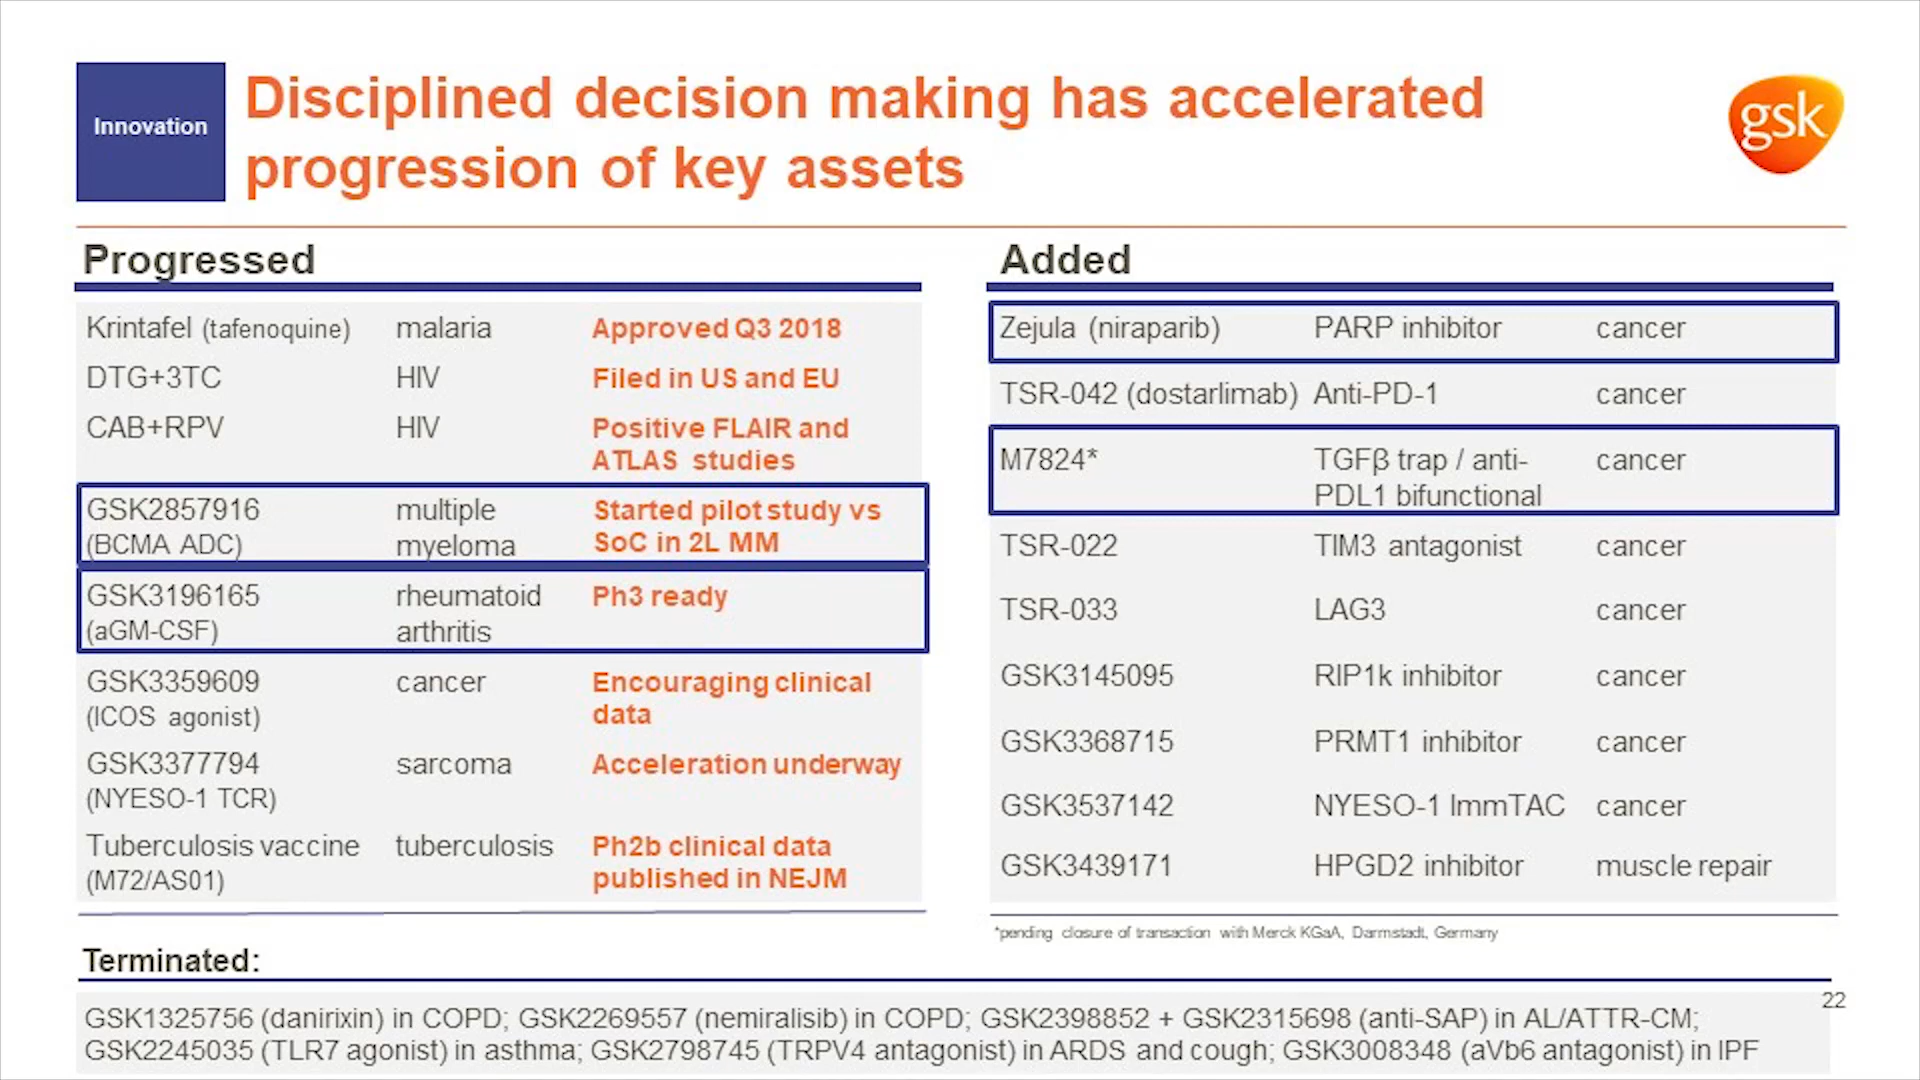 Innovation
Disciplined decision making has accelerated
progression of key assets
gsk
Progressed
Krintafel (tafenoquine) malaria Approved Q3 2018
DTG+3TC HIV Filed in US and EU
CAB+RPV HIV Positive FLAIR and
ATLAS studies
GSK2857916 multiple Started pilot study vs
(BCMA ADC) myeloma SoC in 2L MM
GSK3196165 rheumatoid Ph3 ready
(aGM-CSF) arthritis
GSK3359609 cancer Encouraging clinical
(ICOS agonist) data
GSK3377794 sarcoma Acceleration underway
(NYESO-1 TCR)
Tuberculosis vaccine tuberculosis Ph2b clinical data
(M72/AS01) published in NEJM
Added
Zejula (niraparib) PARP inhibitor cancer
TSR-042 (dostarlimab) Anti-PD-1 cancer
M7824* TGFβ trap / anti- cancer
PDL1 bifunctional
TSR-022 TIM3 antagonist cancer
TSR-033 LAG3 cancer
GSK3145095 RIP1k inhibitor cancer
GSK3368715 PRMT1 inhibitor cancer
GSK3537142 NYESO-1 ImmTAC cancer
GSK3439171 HPGD2 inhibitor muscle repair
*pending closure of transaction with Merck KGaA, Darmstadt, Germany
Terminated:
GSK1325756 (danirixin) in COPD; GSK2269557 (nemiralisib) in COPD; GSK2398852 + GSK2315698 (anti-SAP) in AL/ATTR-CM;
GSK2245035 (TLR7 agonist) in asthma; GSK2798745 (TRPV4 antagonist) in ARDS and cough; GSK3008348 (aVb6 antagonist) in IPF
22